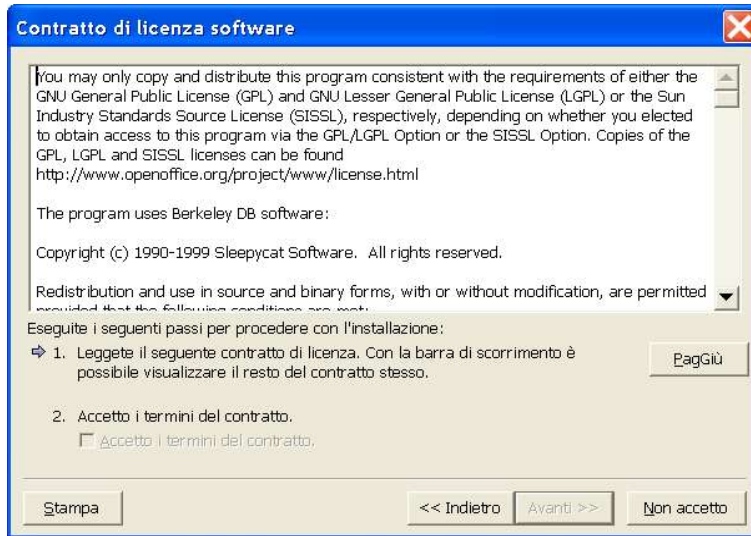 Contratto di licenza software
You may only copy and distribute this program consistent with the requirements of either the
GNU General Public License (GPL) and GNU Lesser General Public License (LGPL) or the Sun
Industry Standards Source License (SISSL), respectively, depending on whether you elected
to obtain access to this program via the GPL/LGPL Option or the SISSL Option. Copies of the
GPL, LGPL and SISSL licenses can be found
http://www.openoffice.org/project/www/license.html
The program uses Berkeley DB software:
Copyright (c) 1990-1999 Sleepycat Software. All rights reserved.
Redistribution and use in source and binary forms, with or without modification, are permitted
provided that the following conditions are met:
Eseguite i seguenti passi per procedere con l'installazione:
1. Leggete il seguente contratto di licenza. Con la barra di scorrimento è
possibile visualizzare il resto del contratto stesso.
PagGiù
2. Accetto i termini del contratto.
Accetto i termini del contratto.
Stampa
<< Indietro
Avanti >>
Non accetto